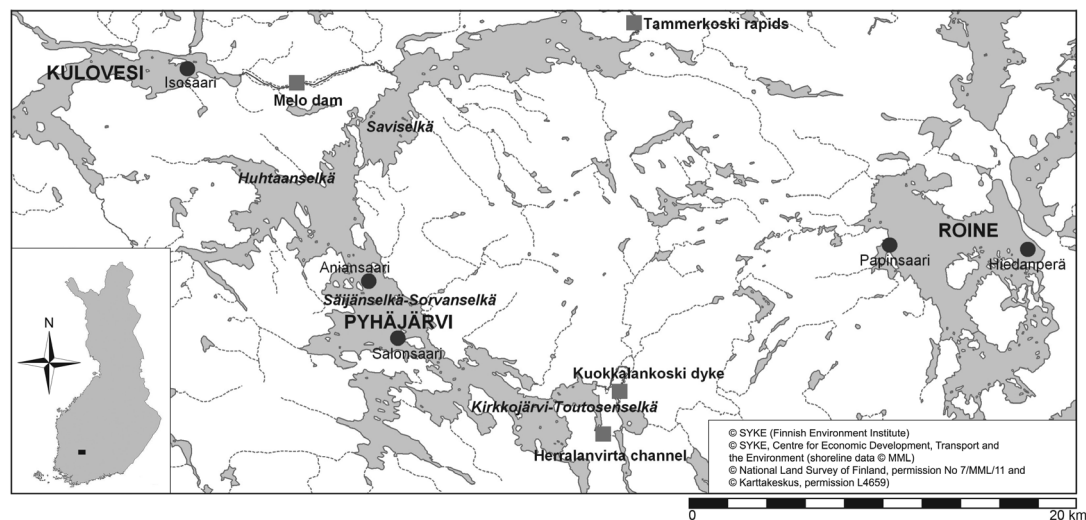 Tammerkoski rapids
KULOVESI
Isosaari
Melo dam
Saviselkä
Huhtaanselkä
ROINE
Papinsaari
Hiedanperä
Aniansaari
Säijänselkä-Sorvanselkä
PYHÄJÄRVI
Salonsaari
N
Kuokkalankoski dyke
Kirkkojärvi-Toutosenselkä
Herralanvirta channel
© SYKE (Finnish Environment Institute)
© SYKE, Centre for Economic Development, Transport and
the Environment (shoreline data © MML)
© National Land Survey of Finland, permission No 7/MML/11 and
© Karttakeskus, permission L4659)
0 20 km